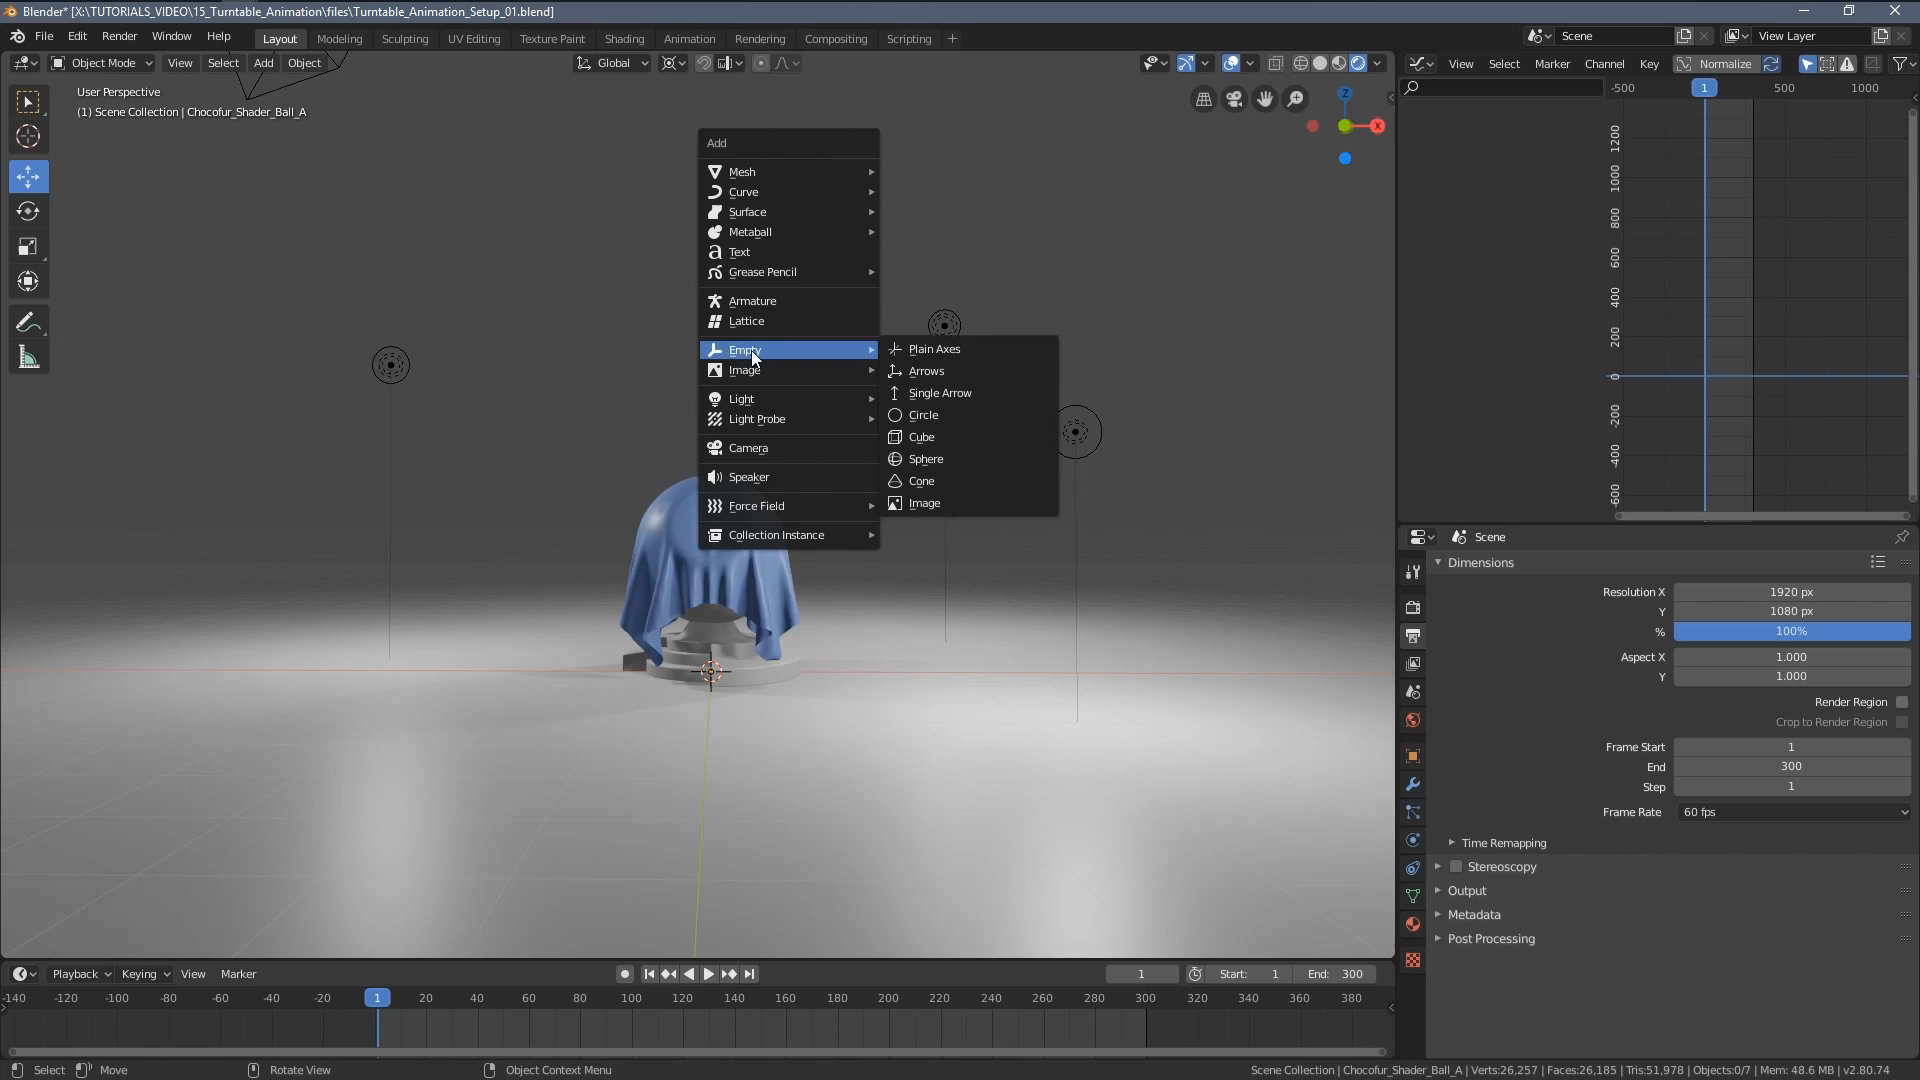 Blender* [X:\TUTORIALS_VIDEO\15_Turntable_Animation\files\Turntable_Animation_Setup_01.blend]
File Edit Render Window Help Layout Modeling Sculpting UV Editing Texture Paint Shading Animation Rendering Compositing Scripting + Scene View Layer
Object Mode View Select Add Object Global View Select Marker Channel Key Normalize
User Perspective
(1) Scene Collection | Chocofur_Shader_Ball_A
Z
X
-500 1 500 1000
1200
1000
800
600
400
200
0
-200
-400
-600
Add
Mesh
Curve
Surface
Metaball
Text
Grease Pencil
Armature
Lattice
Empty
Image
Light
Light Probe
Camera
Speaker
Force Field
Collection Instance
Plain Axes
Arrows
Single Arrow
Circle
Cube
Sphere
Cone
Image
Scene
Dimensions
Resolution X 1920 px
Y 1080 px
% 100%
Aspect X 1.000
Y 1.000
Render Region
Crop to Render Region
Frame Start 1
End 300
Step 1
Frame Rate 60 fps
Time Remapping
Stereoscopy
Output
Metadata
Post Processing
Playback Keying View Marker 1 Start: 1 End: 300
-140 -120 -100 -80 -60 -40 -20 1 20 40 60 80 100 120 140 160 180 200 220 240 260 280 300 320 340 360 380
Select Move Rotate View Object Context Menu Scene Collection | Chocofur_Shader_Ball_A | Verts:26,257 | Faces:26,185 | Tris:51,978 | Objects:0/7 | Mem: 48.6 MB | v2.80.74